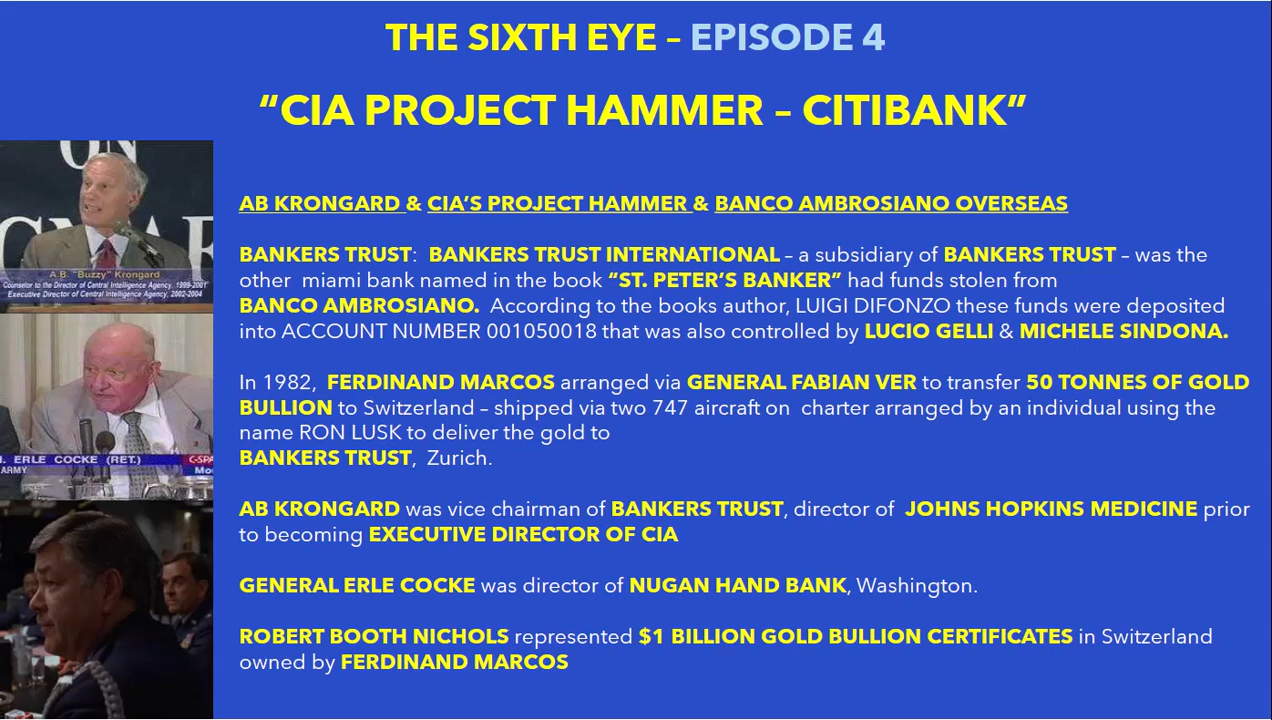 THE SIXTH EYE – EPISODE 4
“CIA PROJECT HAMMER – CITIBANK”
ON
A.B. "Buzzy" Krongard
Counselor to the Director of Central Intelligence Agency, 1999-2001
Executive Director of Central Intelligence Agency, 2002-2004
ERLE COCKE (RET.)
C-SPA
ARMY
AB KRONGARD & CIA’S PROJECT HAMMER & BANCO AMBROSIANO OVERSEAS
BANKERS TRUST:  BANKERS TRUST INTERNATIONAL – a subsidiary of BANKERS TRUST – was the
other  miami bank named in the book “ST. PETER’S BANKER” had funds stolen from
BANCO AMBROSIANO.  According to the books author, LUIGI DIFONZO these funds were deposited
into ACCOUNT NUMBER 001050018 that was also controlled by LUCIO GELLI & MICHELE SINDONA.
In 1982,  FERDINAND MARCOS arranged via GENERAL FABIAN VER to transfer 50 TONNES OF GOLD
BULLION to Switzerland – shipped via two 747 aircraft on  charter arranged by an individual using the
name RON LUSK to deliver the gold to
BANKERS TRUST,  Zurich.
AB KRONGARD was vice chairman of BANKERS TRUST, director of  JOHNS HOPKINS MEDICINE prior
to becoming EXECUTIVE DIRECTOR OF CIA
GENERAL ERLE COCKE was director of NUGAN HAND BANK, Washington.
ROBERT BOOTH NICHOLS represented $1 BILLION GOLD BULLION CERTIFICATES in Switzerland
owned by FERDINAND MARCOS